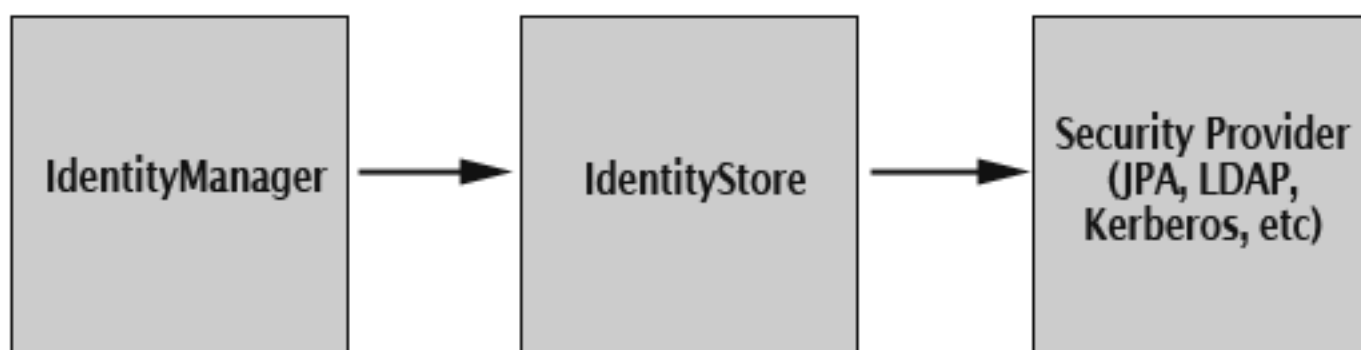 IdentityManager
IdentityStore
Security Provider
(JPA, LDAP,
Kerberos, etc)